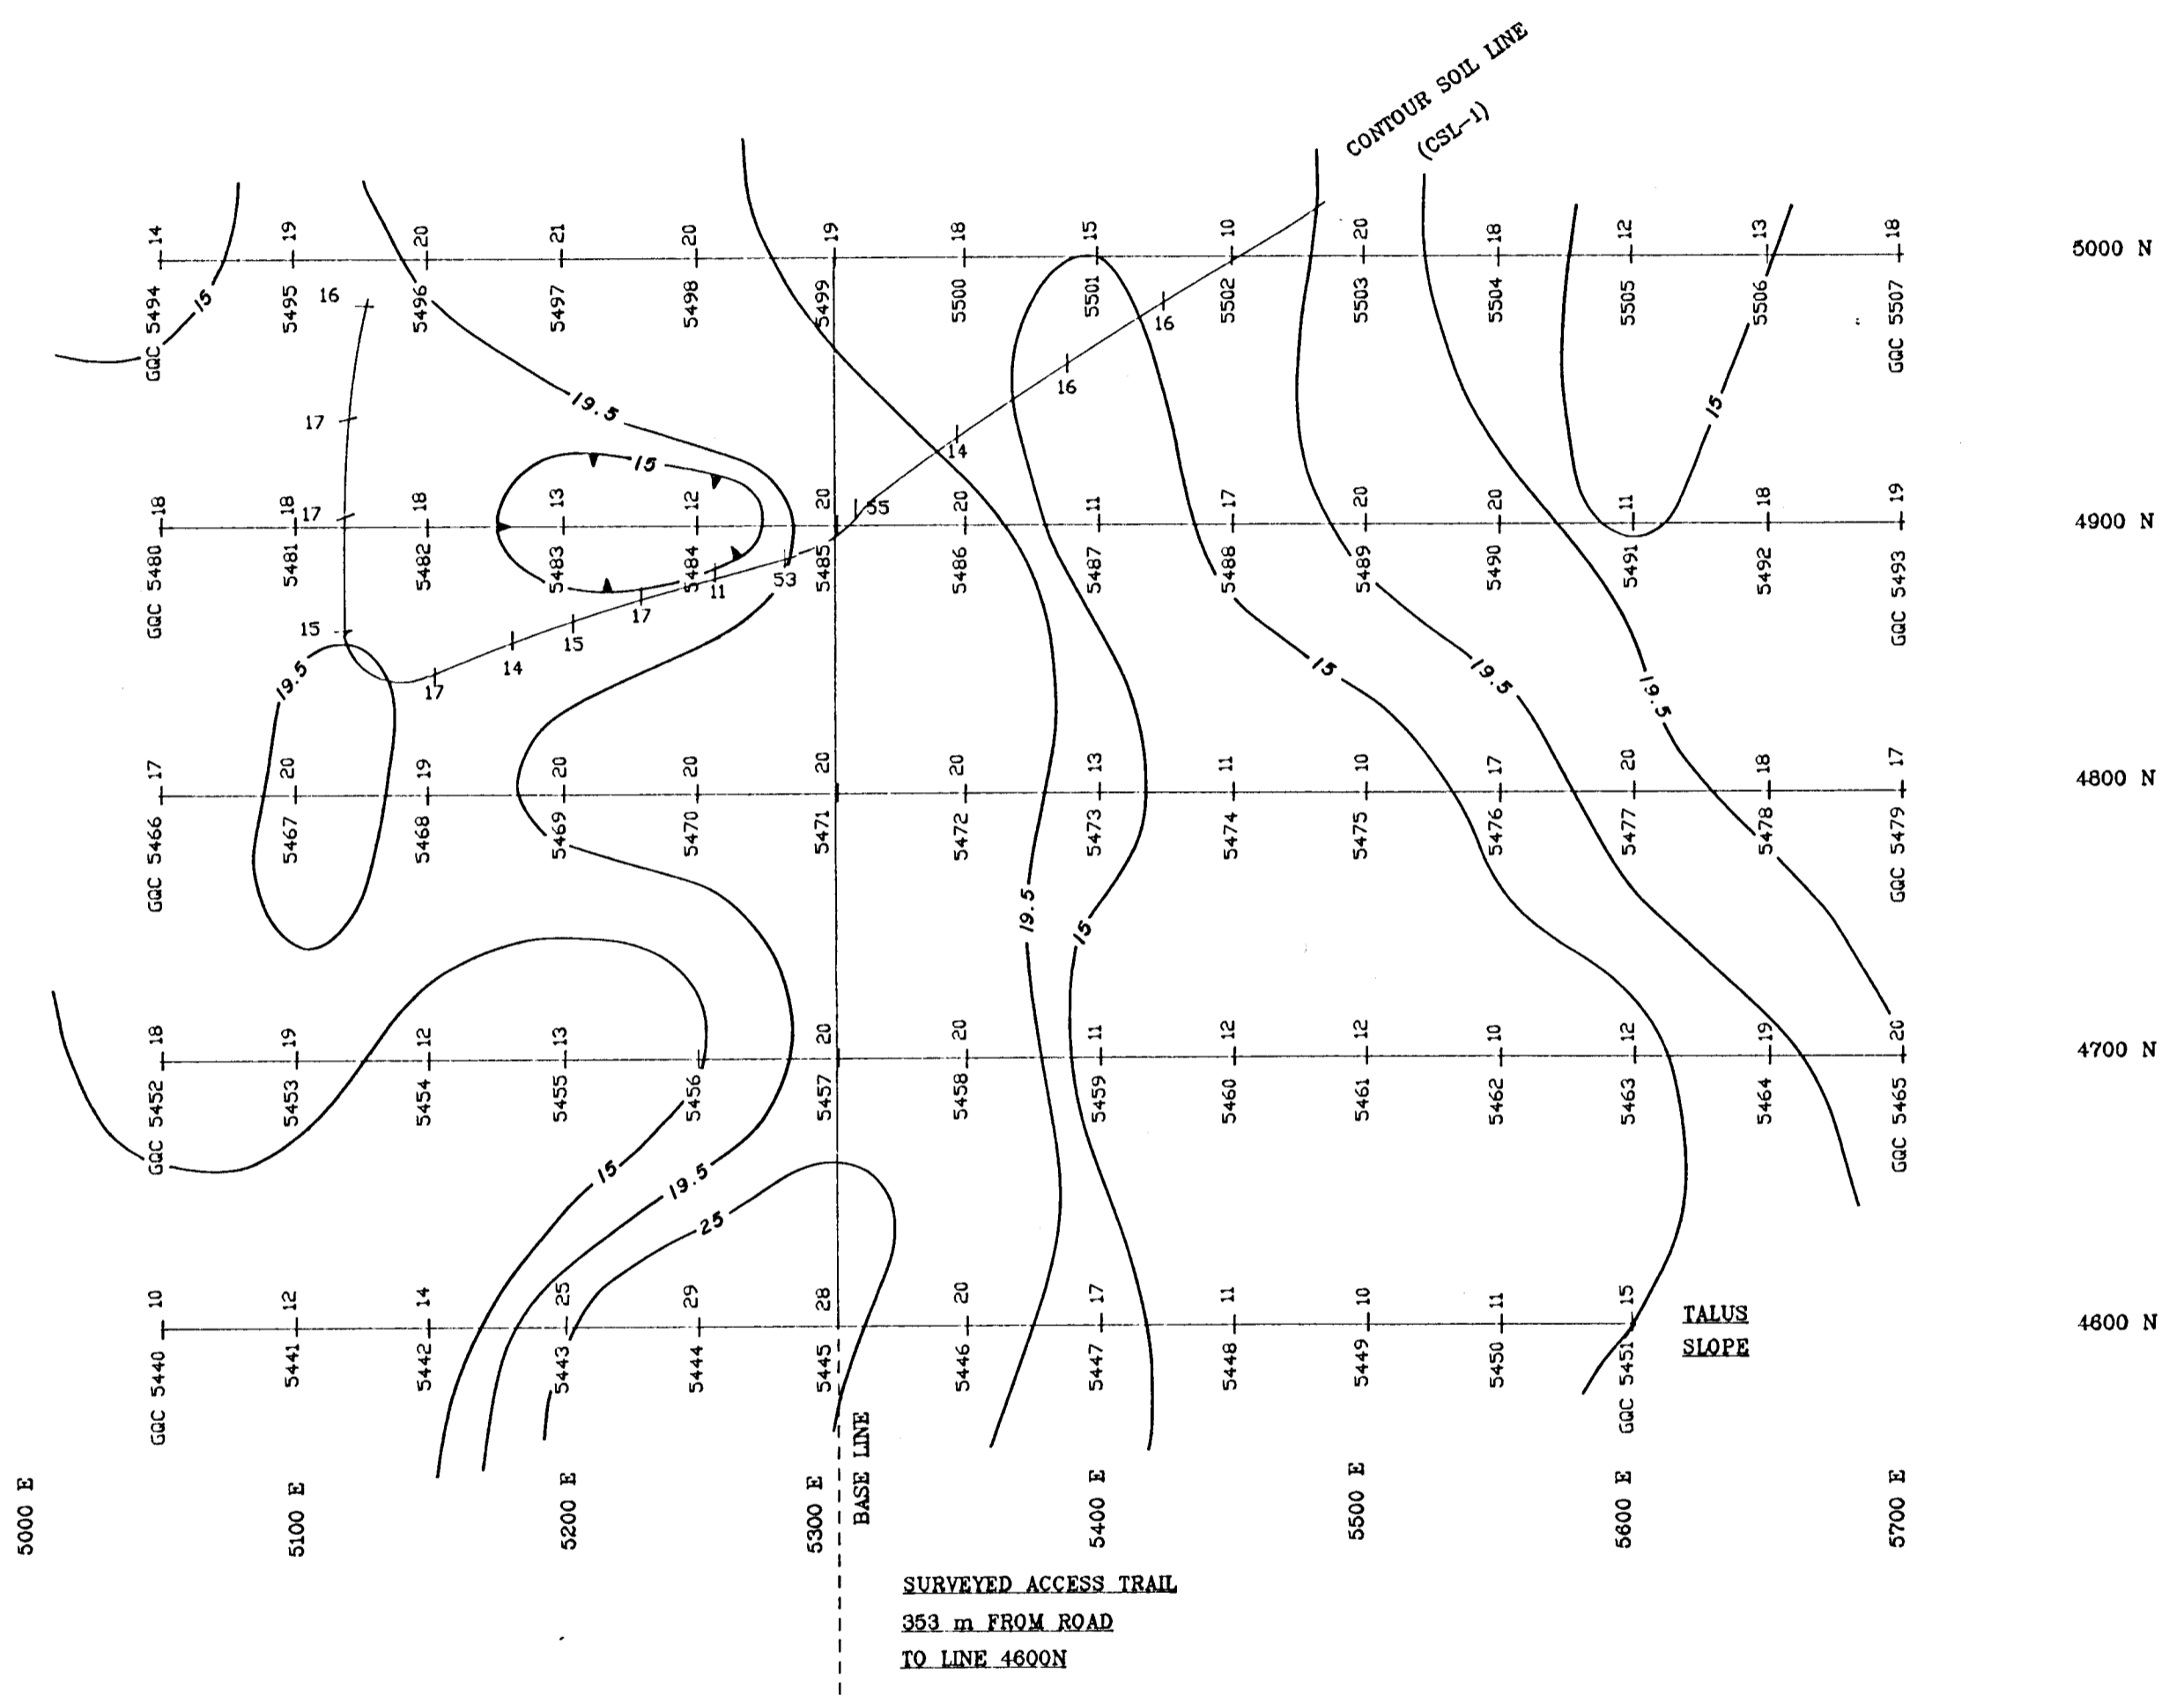 CONTOUR SOIL LINE
(CSL-1)
14 19 20 21 20 19 18 15 10 20 18 12 13 18
5000 N
GQC 5494 5495 5496 5497 5498 5499 5500 5501 5502 5503 5504 5505 5506 GQC 5507
15
16
16
16
17
19.5
15
14
15
18 18 18 13 12 20 20 11 17 20 20 11 18 19
17
55
4900 N
GQC 5480 5481 5482 5483 5484 5485 5486 5487 5488 5489 5490 5491 5492 GQC 5493
53
11
17
15
15
14
17
19.5
15
19.5
19.5
17 20 19 20 20 20 20 13 11 10 17 20 18 17
4800 N
GQC 5466 5467 5468 5469 5470 5471 5472 5473 5474 5475 5476 5477 5478 GQC 5479
19.5
15
18 19 12 13 20 20 11 12 12 10 12 19 20
4700 N
GQC 5452 5453 5454 5455 5456 5457 5458 5459 5460 5461 5462 5463 5464 GQC 5465
15
19.5
25
10 12 14 25 29 28 20 17 11 10 11 15
TALUS
SLOPE
4600 N
GQC 5440 5441 5442 5443 5444 5445 5446 5447 5448 5449 5450 GQC 5451
BASE LINE
5000 E 5100 E 5200 E 5300 E 5400 E 5500 E 5600 E 5700 E
SURVEYED ACCESS TRAIL
353 m FROM ROAD
TO LINE 4600N